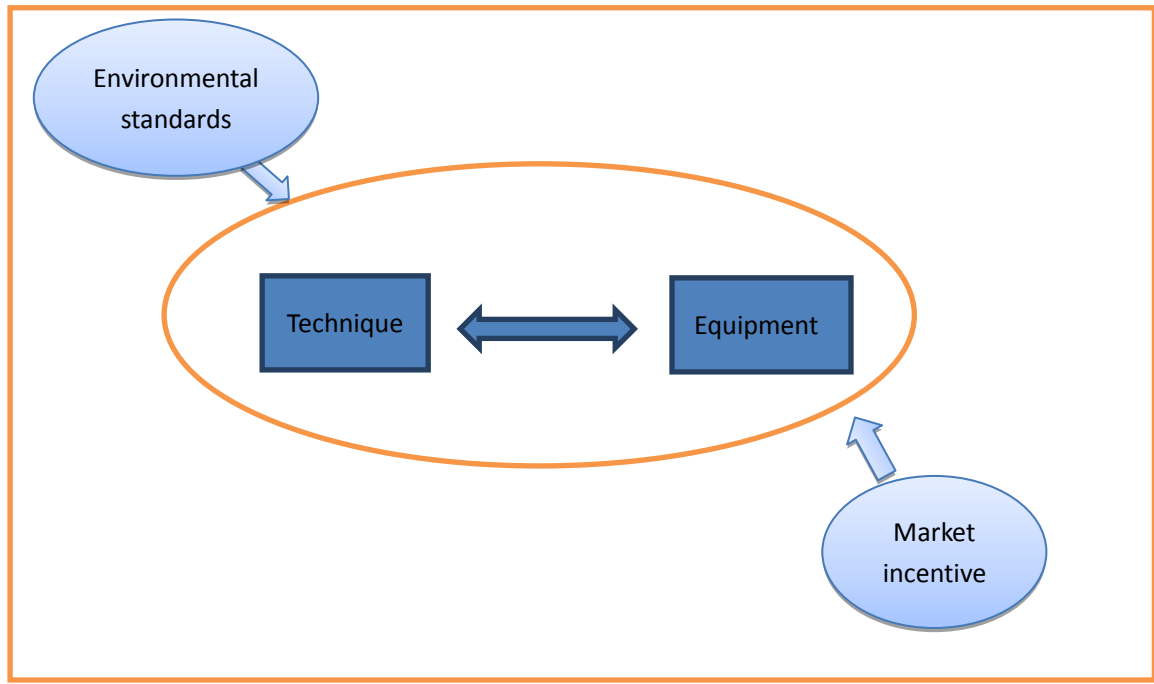 Environmental
standards
Technique
Equipment
Market
incentive